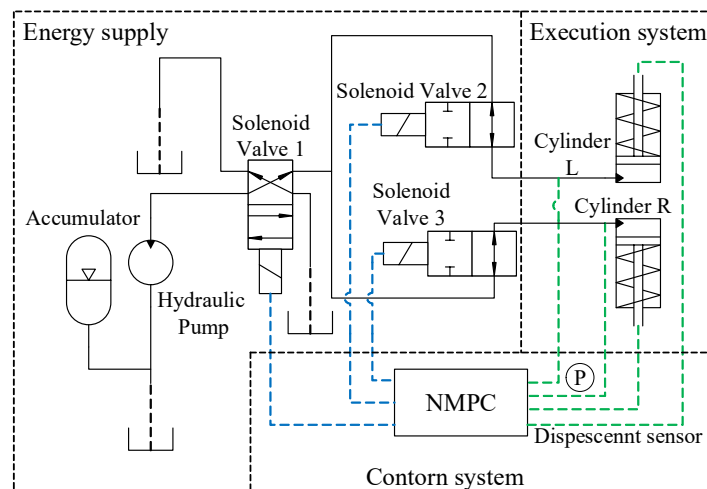 Energy supply
Execution system
Solenoid Valve 2
Solenoid
Valve 1
Cylinder
L
Solenoid
Valve 3
Cylinder R
Accumulator
Hydraulic
Pump
P
NMPC
Dispescennt sensor
Contorn system